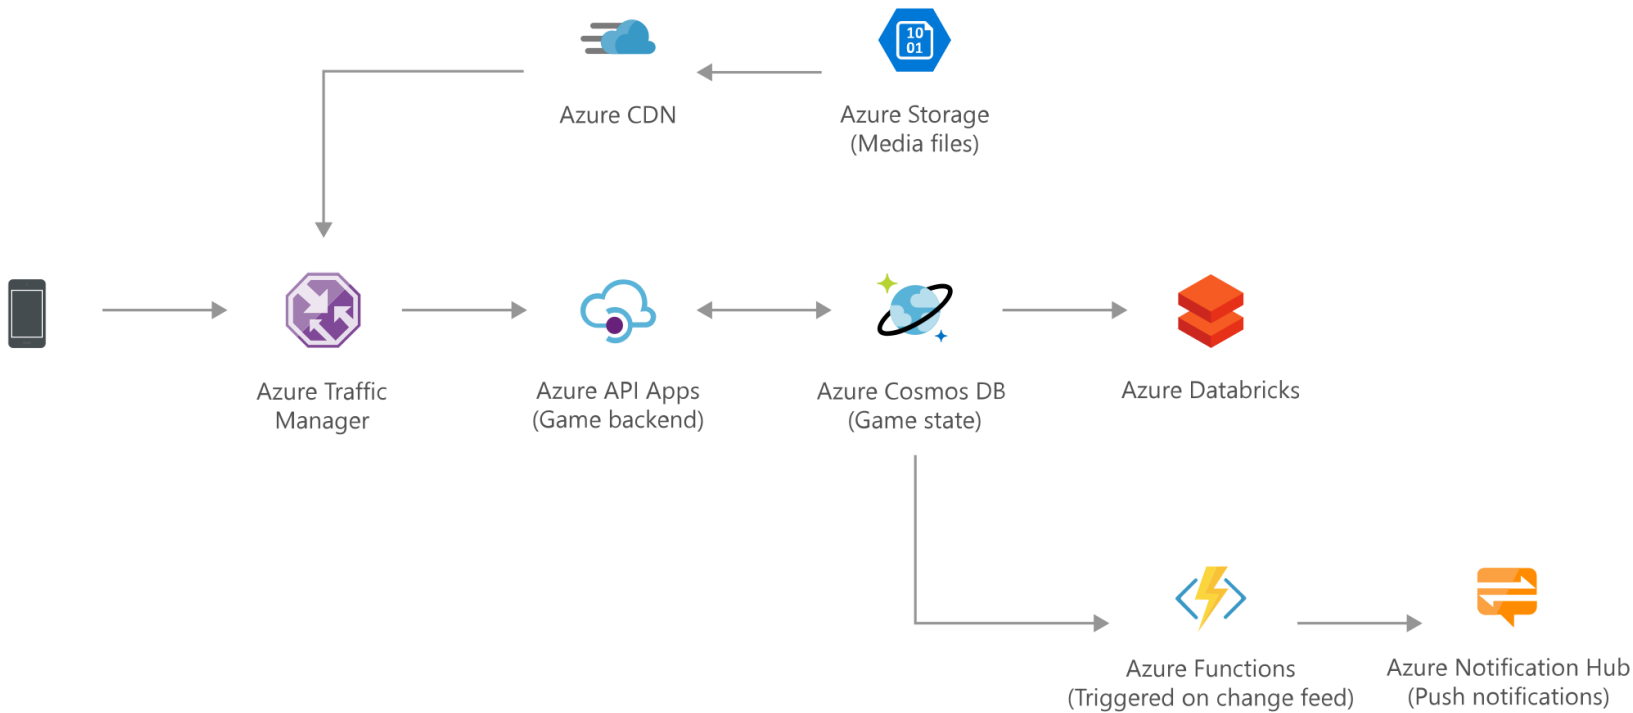 10
01
Azure CDN
Azure Storage
(Media files)
Azure Traffic
Manager
Azure API Apps
(Game backend)
Azure Cosmos DB
(Game state)
Azure Databricks
Azure Functions
(Triggered on change feed)
Azure Notification Hub
(Push notifications)